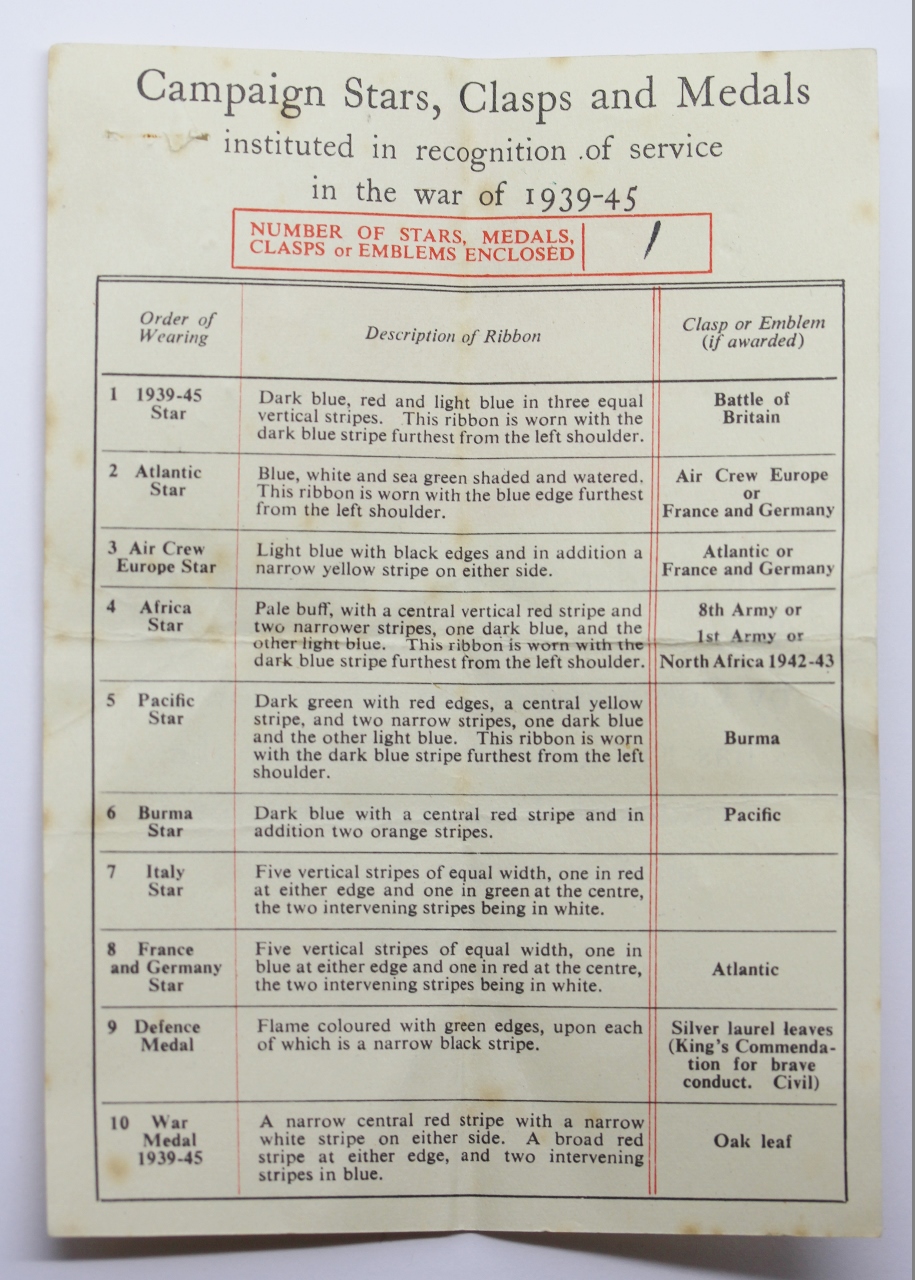 Campaign Stars, Clasps and Medals
instituted in recognition .of service
in the war of 1939-45
NUMBER OF STARS, MEDALS,
CLASPS or EMBLEMS ENCLOSED
1
Order of
Wearing
Description of Ribbon
Clasp or Emblem
(if awarded)
1 1939-45
Star
Dark blue, red and light blue in three equal
vertical stripes. This ribbon is worn with the
dark blue stripe furthest from the left shoulder.
Battle of
Britain
2 Atlantic
Star
Blue, white and sea green shaded and watered.
This ribbon is worn with the blue edge furthest
from the left shoulder.
Air Crew Europe
or
France and Germany
3 Air Crew
Europe Star
Light blue with black edges and in addition a
narrow yellow stripe on either side.
Atlantic or
France and Germany
4 Africa
Star
Pale buff, with a central vertical red stripe and
two narrower stripes, one dark blue, and the
other light blue. This ribbon is worn with the
dark blue stripe furthest from the left shoulder.
8th Army or
1st Army or
North Africa 1942-43
5 Pacific
Star
Dark green with red edges, a central yellow
stripe, and two narrow stripes, one dark blue
and the other light blue. This ribbon is worn
with the dark blue stripe furthest from the left
shoulder.
Burma
6 Burma
Star
Dark blue with a central red stripe and in
addition two orange stripes.
Pacific
7 Italy
Star
Five vertical stripes of equal width, one in red
at either edge and one in green at the centre,
the two intervening stripes being in white.
8 France
and Germany
Star
Five vertical stripes of equal width, one in
blue at either edge and one in red at the centre,
the two intervening stripes being in white.
Atlantic
9 Defence
Medal
Flame coloured with green edges, upon each
of which is a narrow black stripe.
Silver laurel leaves
(King's Commenda-
tion for brave
conduct. Civil)
10 War
Medal
1939-45
A narrow central red stripe with a narrow
white stripe on either side. A broad red
stripe at either edge, and two intervening
stripes in blue.
Oak leaf